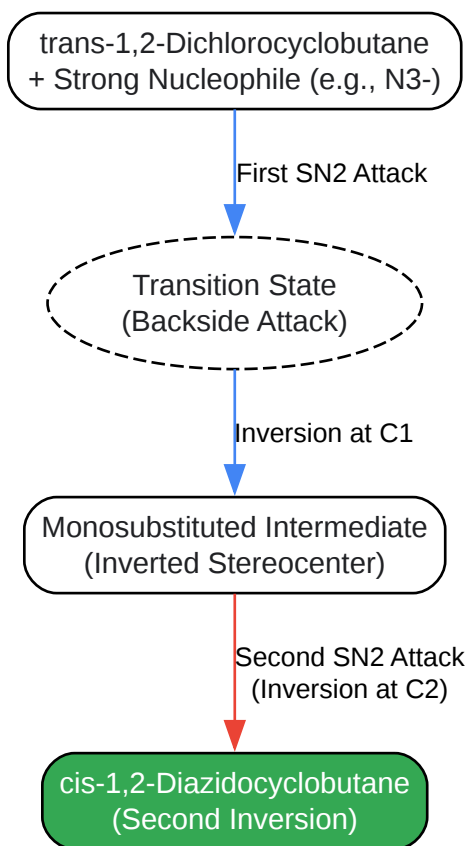 trans-1,2-Dichlorocyclobutane
+ Strong Nucleophile (e.g., N3-)
First SN2 Attack
Transition State
(Backside Attack)
Inversion at C1
Monosubstituted Intermediate
(Inverted Stereocenter)
Second SN2 Attack
(Inversion at C2)
cis-1,2-Diazidocyclobutane
(Second Inversion)